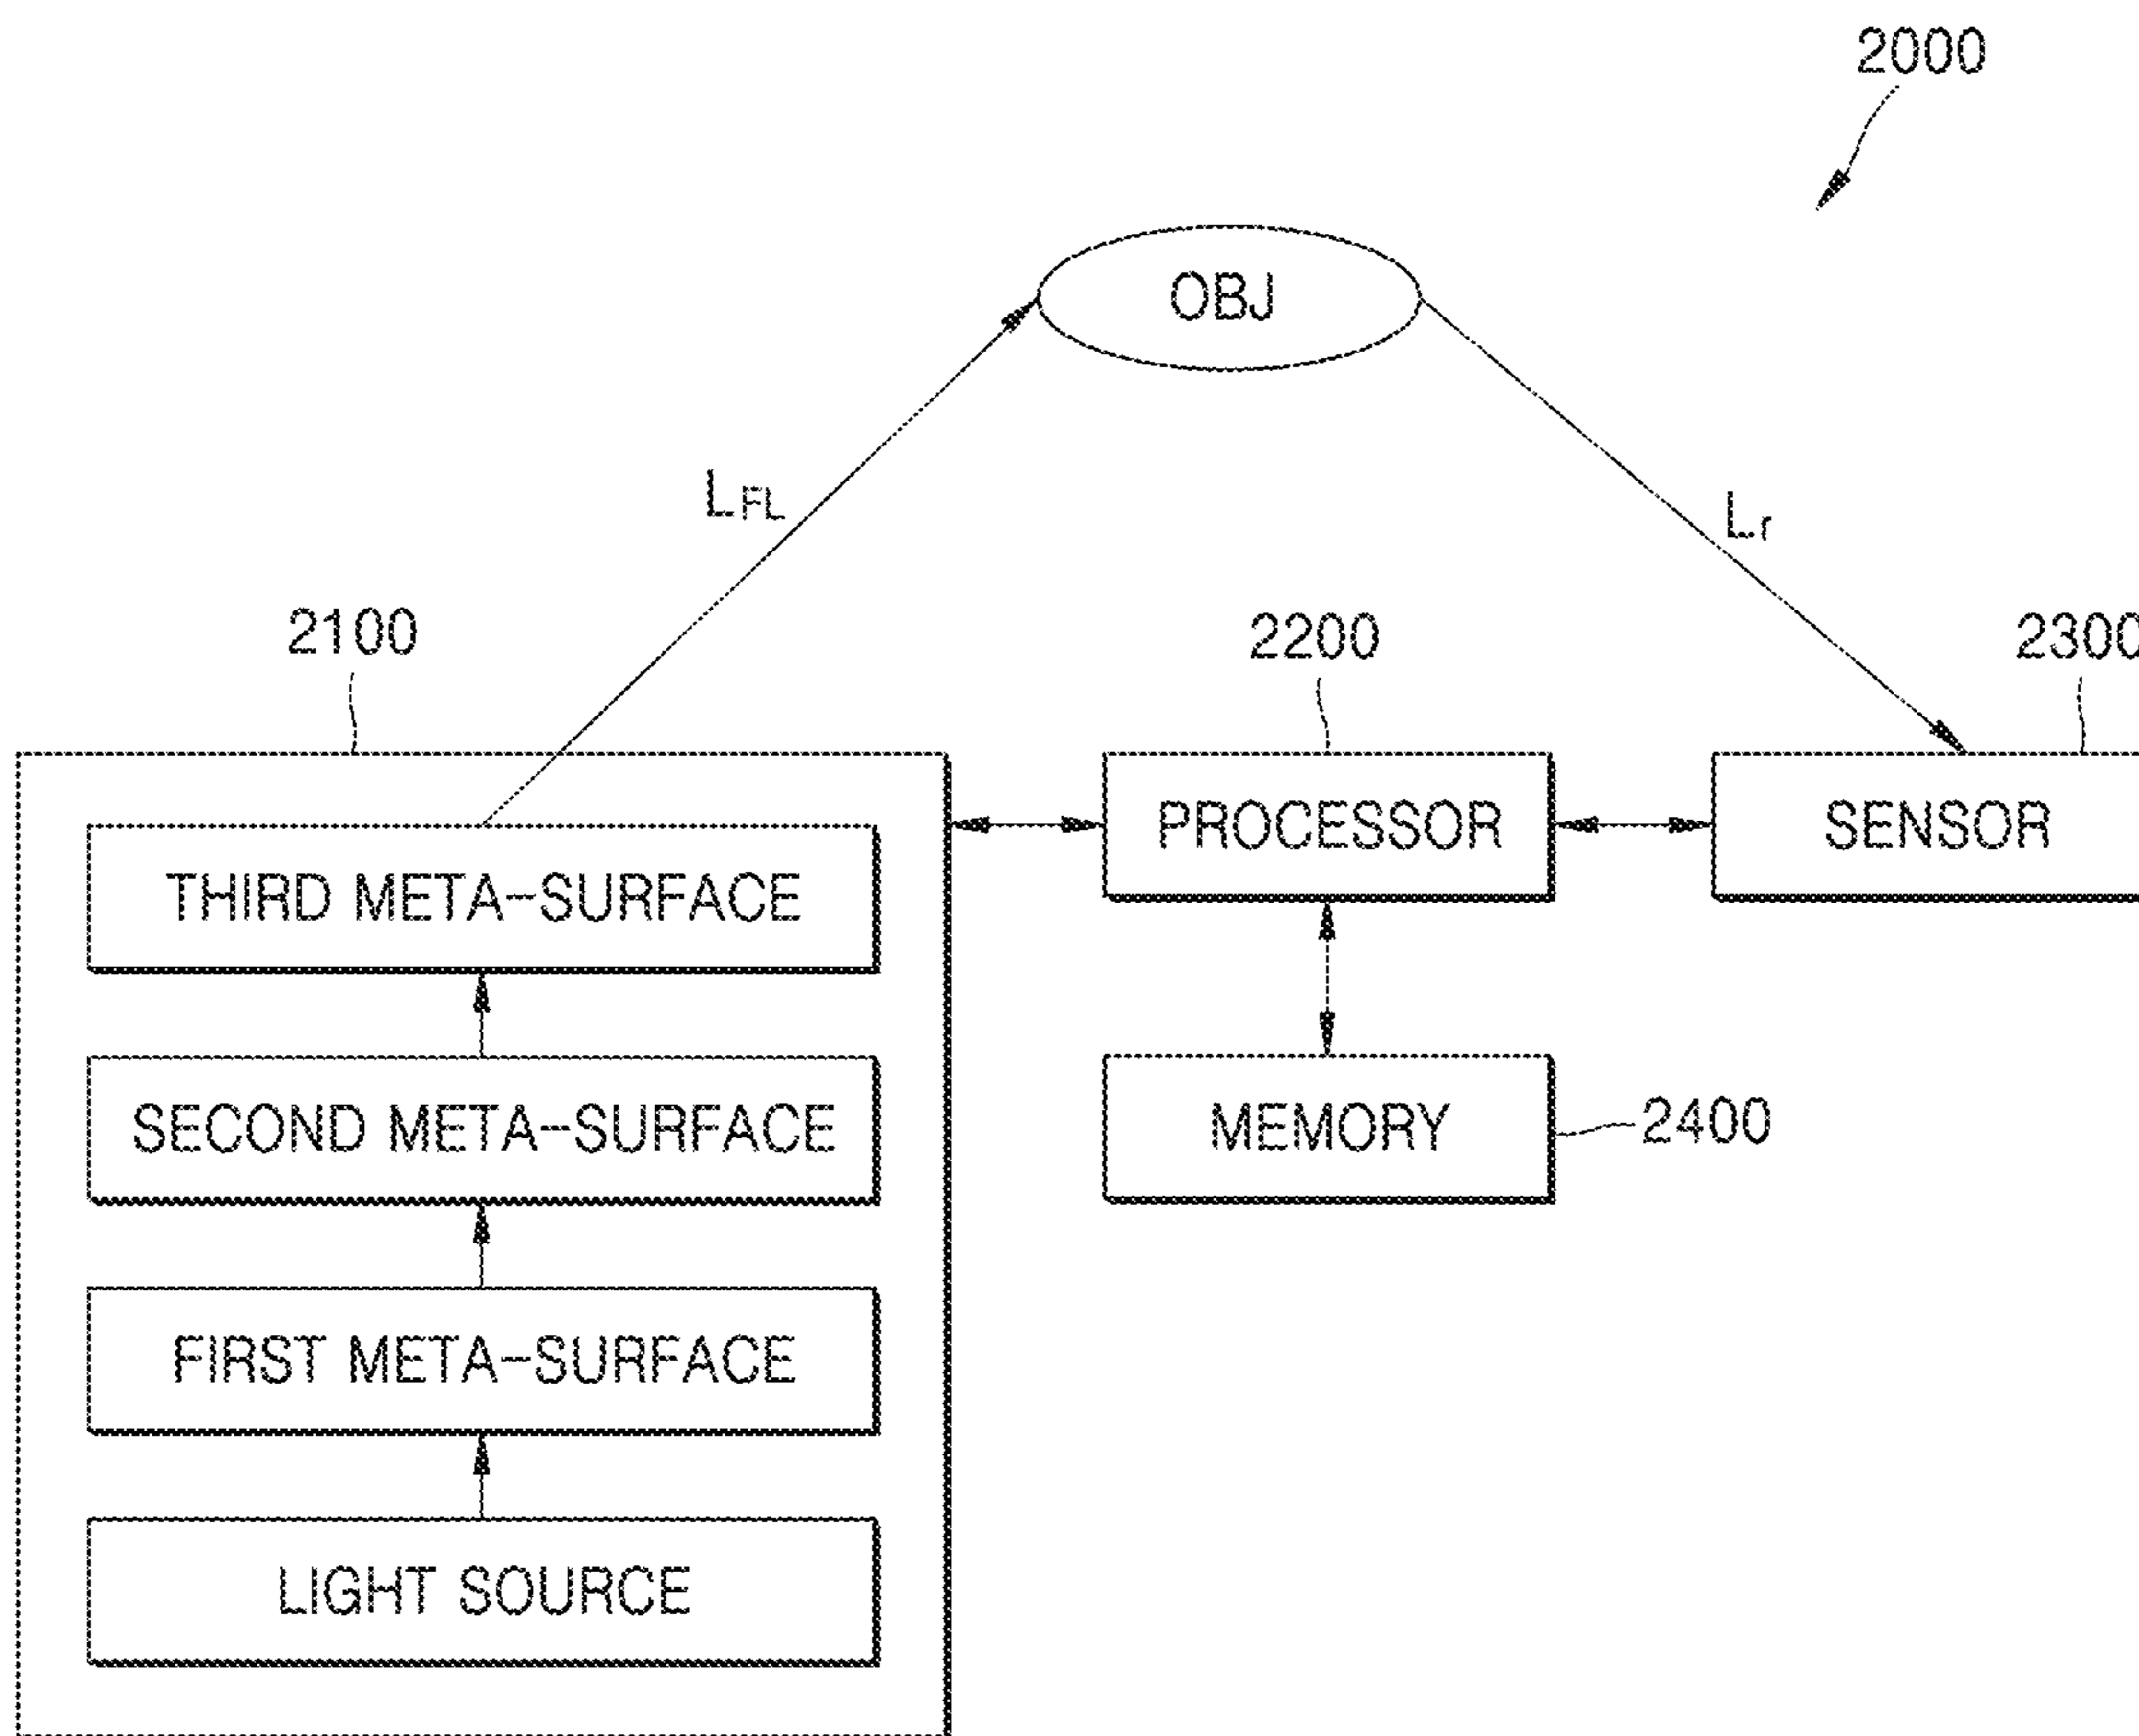 2000
OBJ
LFL
Lr
2100
2200
2300
THIRD META-SURFACE
PROCESSOR
SENSOR
SECOND META-SURFACE
MEMORY
2400
FIRST META-SURFACE
LIGHT SOURCE